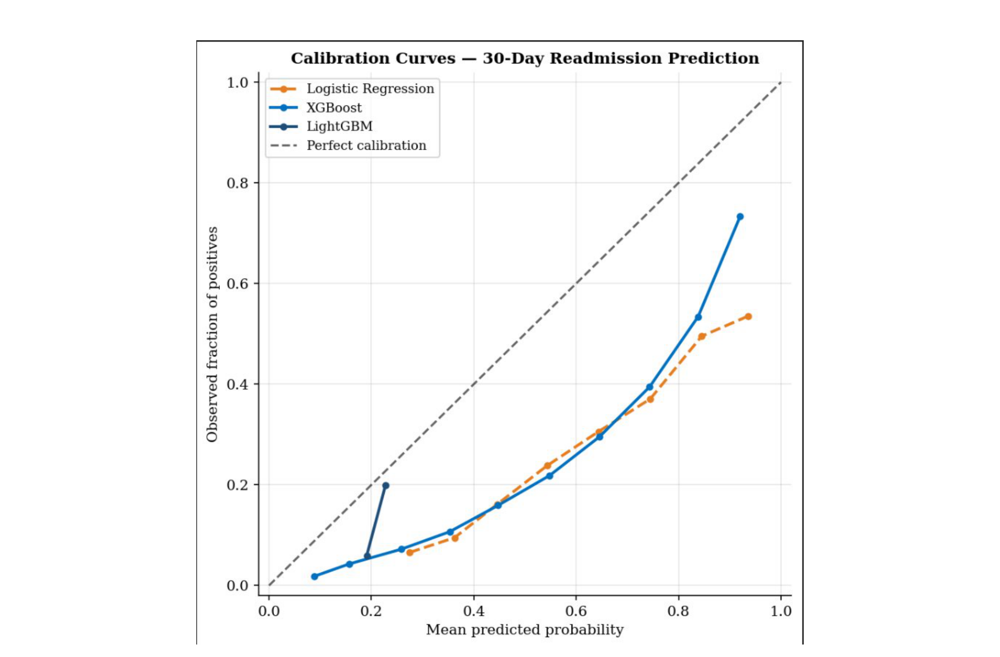 Calibration Curves — 30-Day Readmission Prediction
Logistic Regression
XGBoost
LightGBM
Perfect calibration
1.0
0.8
0.6
0.4
0.2
0.0
Observed fraction of positives
0.0 0.2 0.4 0.6 0.8 1.0
Mean predicted probability